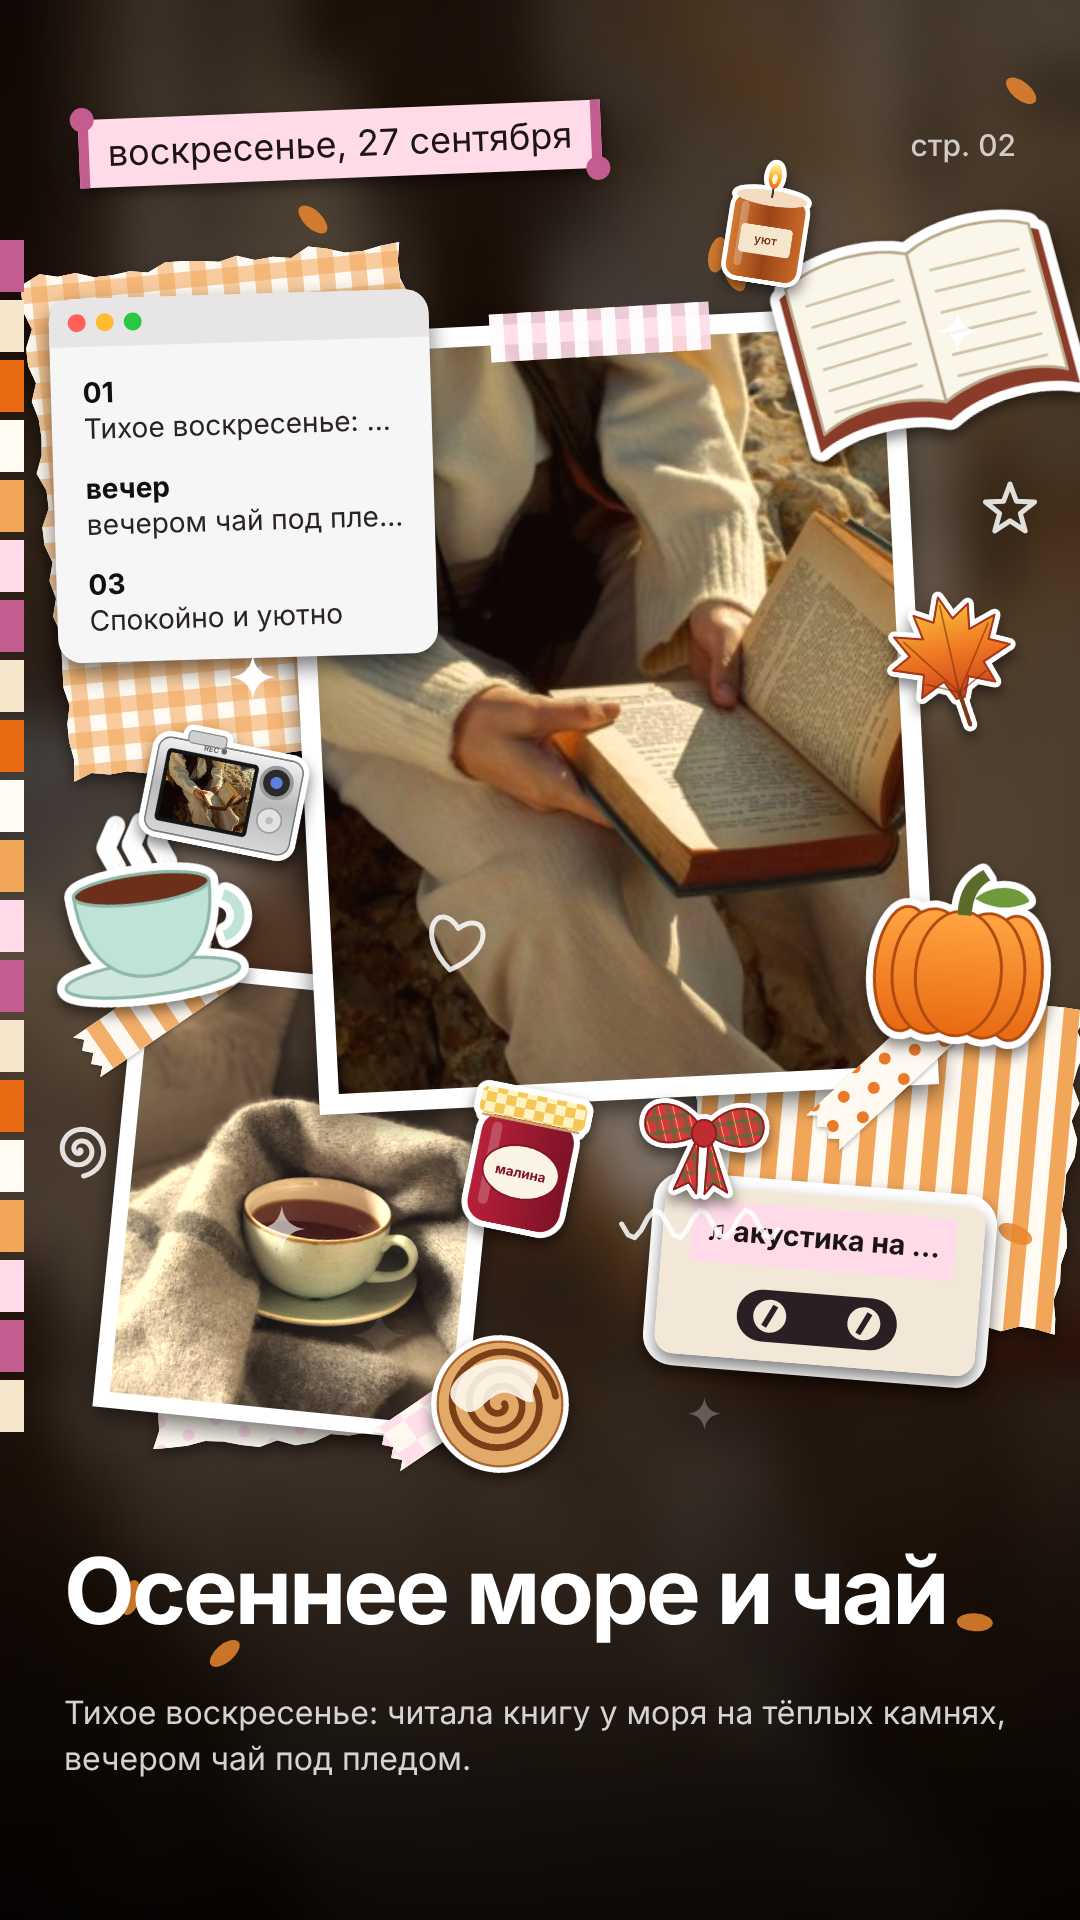 воскресенье, 27 сентября
стр. 02
уют
01
Тихое воскресенье: ...
вечер
вечером чай под пле...
03
Спокойно и уютно
REC
малина
♫ акустика на ...
Осеннее море и чай
Тихое воскресенье: читала книгу у моря на тёплых камнях,
вечером чай под пледом.